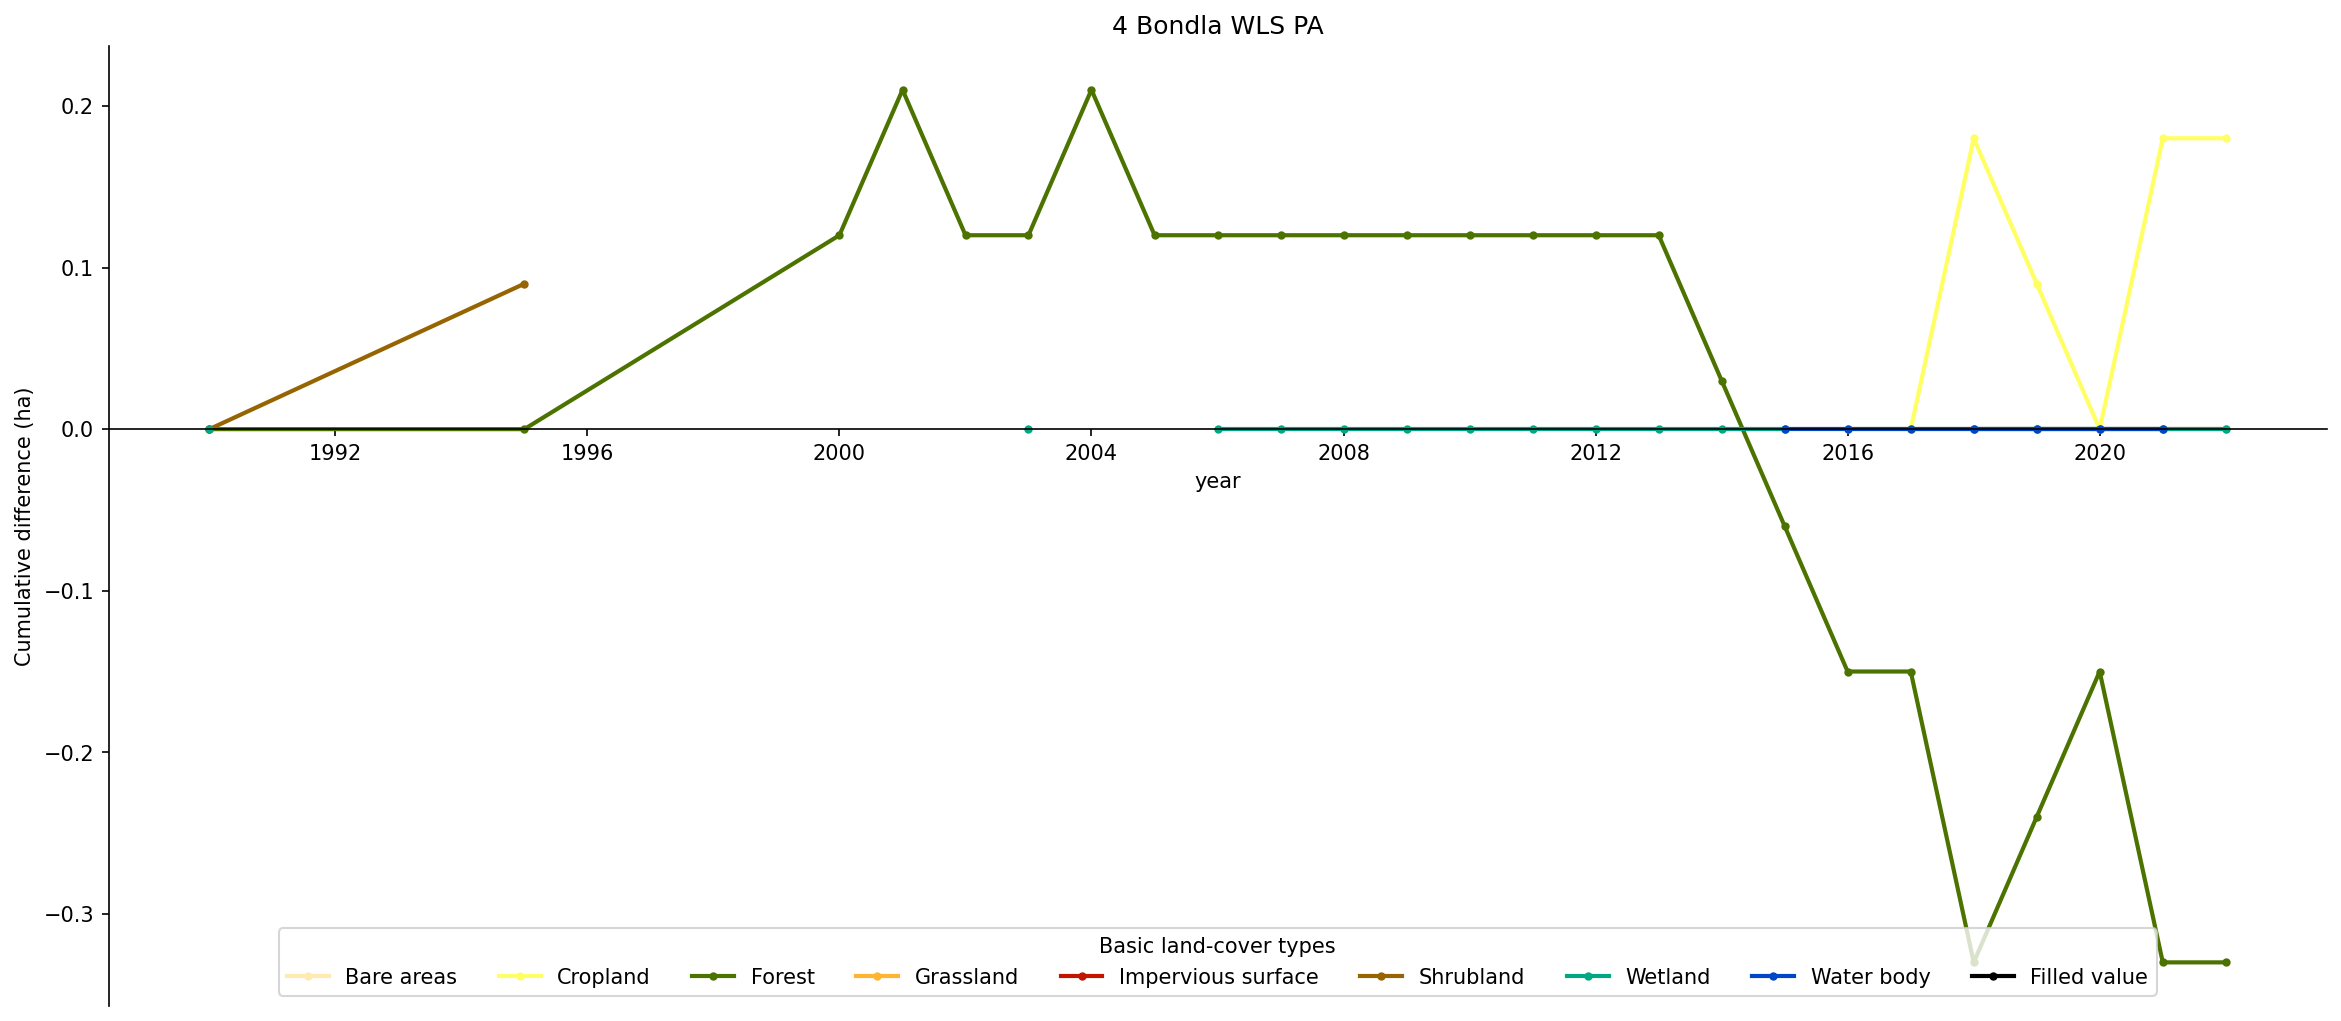 4 Bondla WLS PA
Cumulative difference (ha)
0.2
0.1
0.0
−0.1
−0.2
−0.3
1992 1996 2000 2004 2008 2012 2016 2020
year
Basic land-cover types
Bare areas Cropland Forest Grassland Impervious surface Shrubland Wetland Water body Filled value